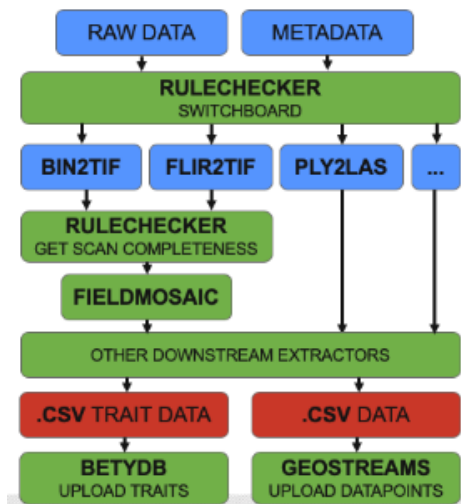 RAW DATA
METADATA
RULECHECKER
SWITCHBOARD
BIN2TIF
FLIR2TIF
PLY2LAS
...
RULECHECKER
GET SCAN COMPLETENESS
FIELDMOSAIC
OTHER DOWNSTREAM EXTRACTORS
.CSV TRAIT DATA
.CSV DATA
BETYDB
UPLOAD TRAITS
GEOSTREAMS
UPLOAD DATAPOINTS